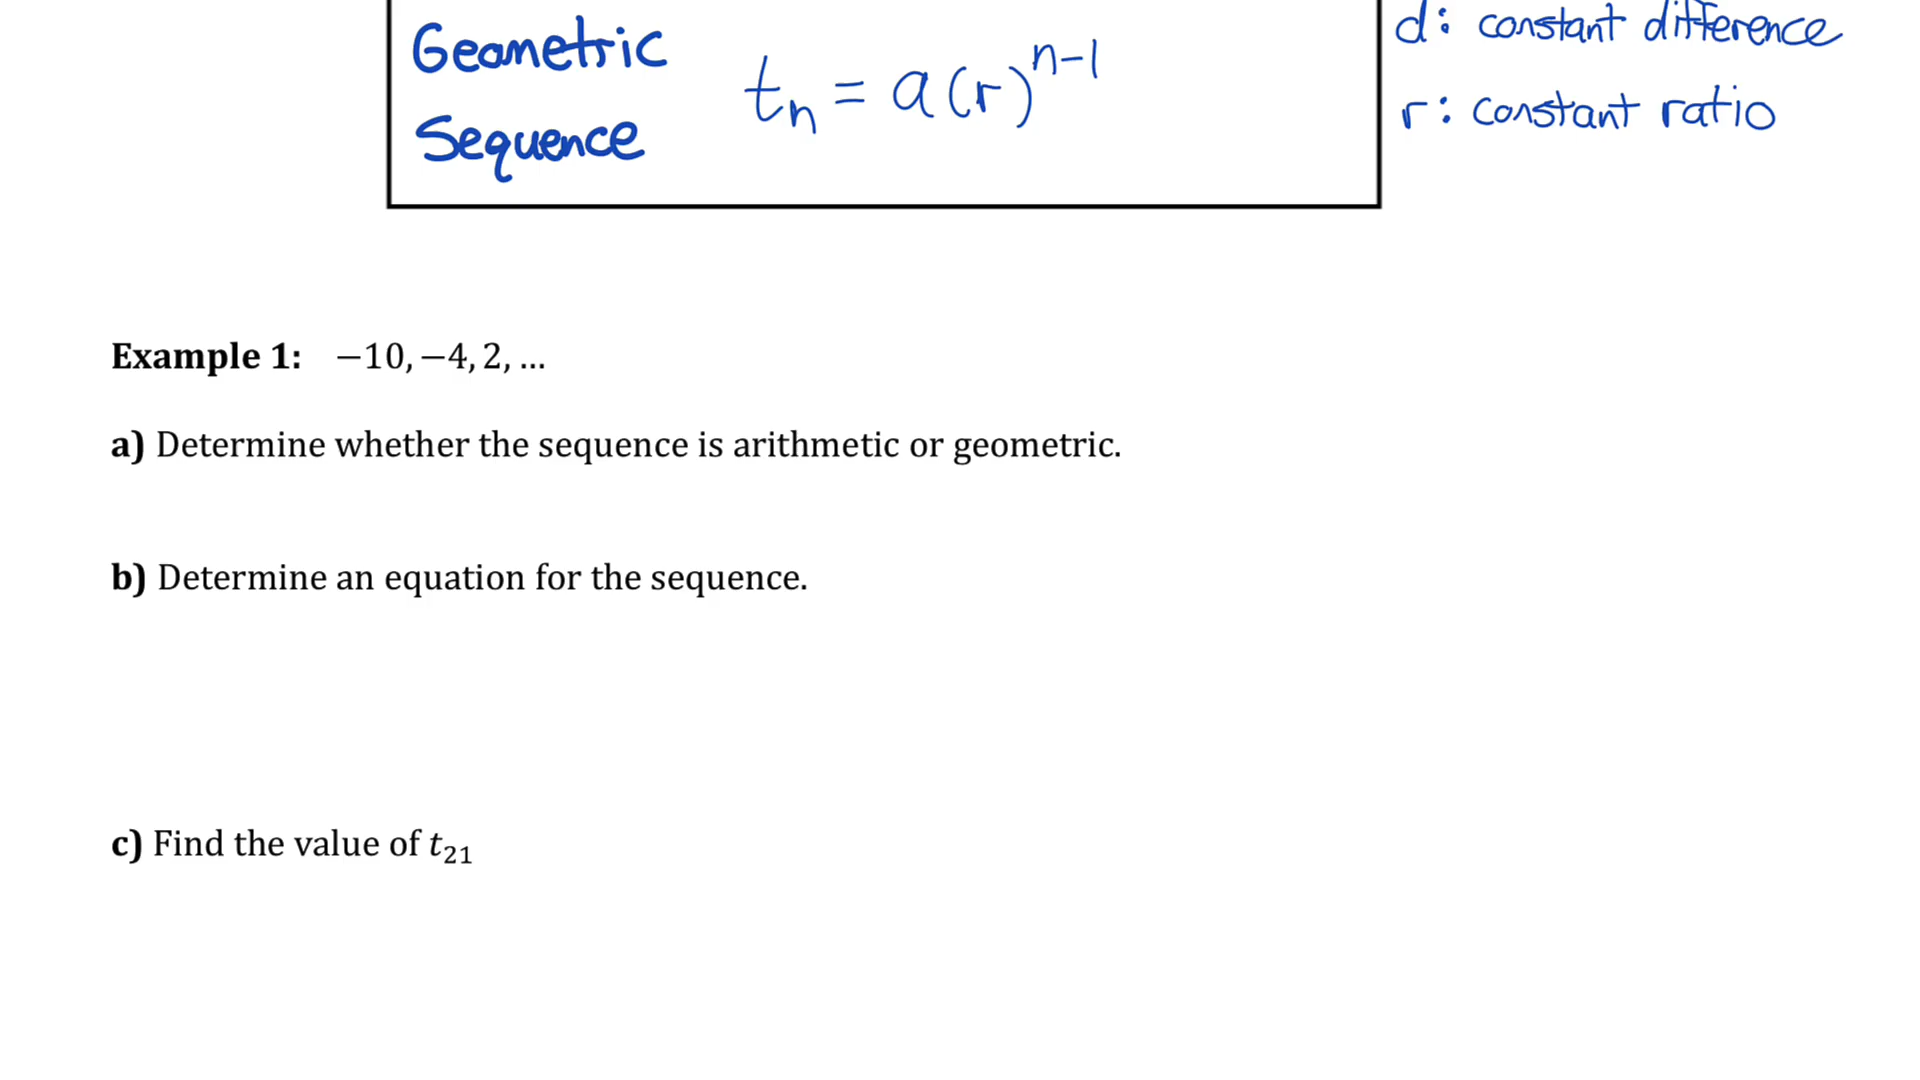 d: constant difference
Geometric
Sequence
tₙ = a(r)ⁿ⁻¹
r: constant ratio
Example 1: −10, −4, 2, ...
a) Determine whether the sequence is arithmetic or geometric.
b) Determine an equation for the sequence.
c) Find the value of t₂₁